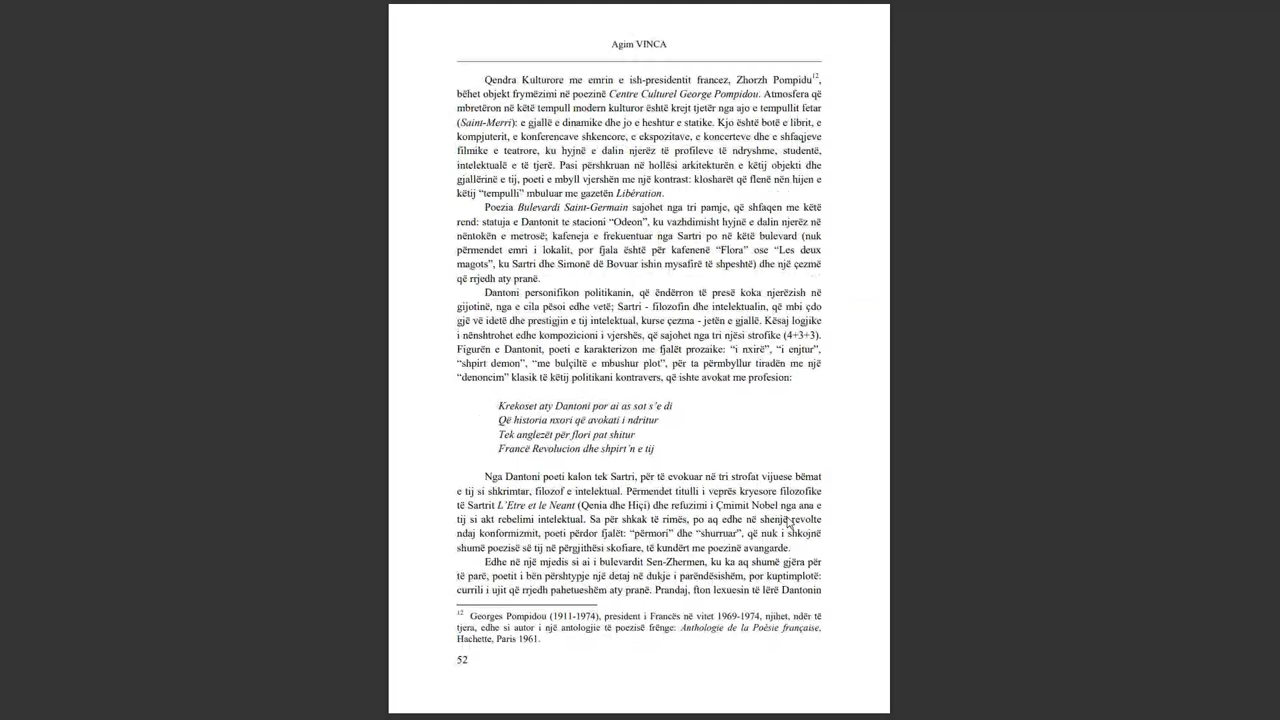 Agim VINCA
Qendra Kulturore me emrin e ish-presidentit francez, Zhorzh Pompidu12,
bëhet objekt frymëzimi në poezinë Centre Culturel George Pompidou. Atmosfera që
mbretëron në këtë tempull modern kulturor është krejt tjetër nga ajo e tempullit fetar
(Saint-Merri): e gjallë e dinamike dhe jo e heshtur e statike. Kjo është botë e librit, e
kompjuterit, e konferencave shkencore, e ekspozitave, e koncerteve dhe e shfaqjeve
filmike e teatrore, ku hyjnë e dalin njerëz të profileve të ndryshme, studentë,
intelektualë e të tjerë. Pasi përshkruan në hollësi arkitekturën e këtij objekti dhe
gjallërinë e tij, poeti e mbyll vjershën me një kontrast: klosharët që flenë nën hijen e
këtij “tempulli” mbuluar me gazetën Libération.
Poezia Bulevardi Saint-Germain sajohet nga tri pamje, që shfaqen me këtë
rend: statuja e Dantonit te stacioni “Odeon”, ku vazhdimisht hyjnë e dalin njerëz në
nëntokën e metrosë; kafeneja e frekuentuar nga Sartri po në këtë bulevard (nuk
përmendet emri i lokalit, por fjala është për kafenenë “Flora” ose “Les deux
magots”, ku Sartri dhe Simonë dë Bovuar ishin mysafirë të shpeshtë) dhe një çezmë
që rrjedh aty pranë.
Dantoni personifikon politikanin, që ëndërron të presë koka njerëzish në
gijotinë, nga e cila pësoi edhe vetë; Sartri - filozofin dhe intelektualin, që mbi çdo
gjë vë idetë dhe prestigjin e tij intelektual, kurse çezma - jetën e gjallë. Kësaj logjike
i nënshtrohet edhe kompozicioni i vjershës, që sajohet nga tri njësi strofike (4+3+3).
Figurën e Dantonit, poeti e karakterizon me fjalët prozaike: “i nxirë”, “i enjtur”,
“shpirt demon”, “me bulçiltë e mbushur plot”, për ta përmbyllur tiradën me një
“denoncim” klasik të këtij politikani kontravers, që ishte avokat me profesion:
Krekoset aty Dantoni por ai as sot s’e di
Që historia nxori që avokati i ndritur
Tek anglezët për flori pat shitur
Francë Revolucion dhe shpirt’n e tij
Nga Dantoni poeti kalon tek Sartri, për të evokuar në tri strofat vijuese bëmat
e tij si shkrimtar, filozof e intelektual. Përmendet titulli i veprës kryesore filozofike
të Sartrit L’Etre et le Neant (Qenia dhe Hiçi) dhe refuzimi i Çmimit Nobel nga ana e
tij si akt rebelimi intelektual. Sa për shkak të rimës, po aq edhe në shenjë revolte
ndaj konformizmit, poeti përdor fjalët: “përmori” dhe “shurruar”, që nuk i shkojnë
shumë poezisë së tij në përgjithësi skofiare, të kundërt me poezinë avangarde.
Edhe në një mjedis si ai i bulevardit Sen-Zhermen, ku ka aq shumë gjëra për
të parë, poetit i bën përshtypje një detaj në dukje i parëndësishëm, por kuptimplotë:
currili i ujit që rrjedh pahetueshëm aty pranë. Prandaj, fton lexuesin të lërë Dantonin
12 Georges Pompidou (1911-1974), president i Francës në vitet 1969-1974, njihet, ndër të
tjera, edhe si autor i një antologjie të poezisë frënge: Anthologie de la Poésie française,
Hachette, Paris 1961.
52